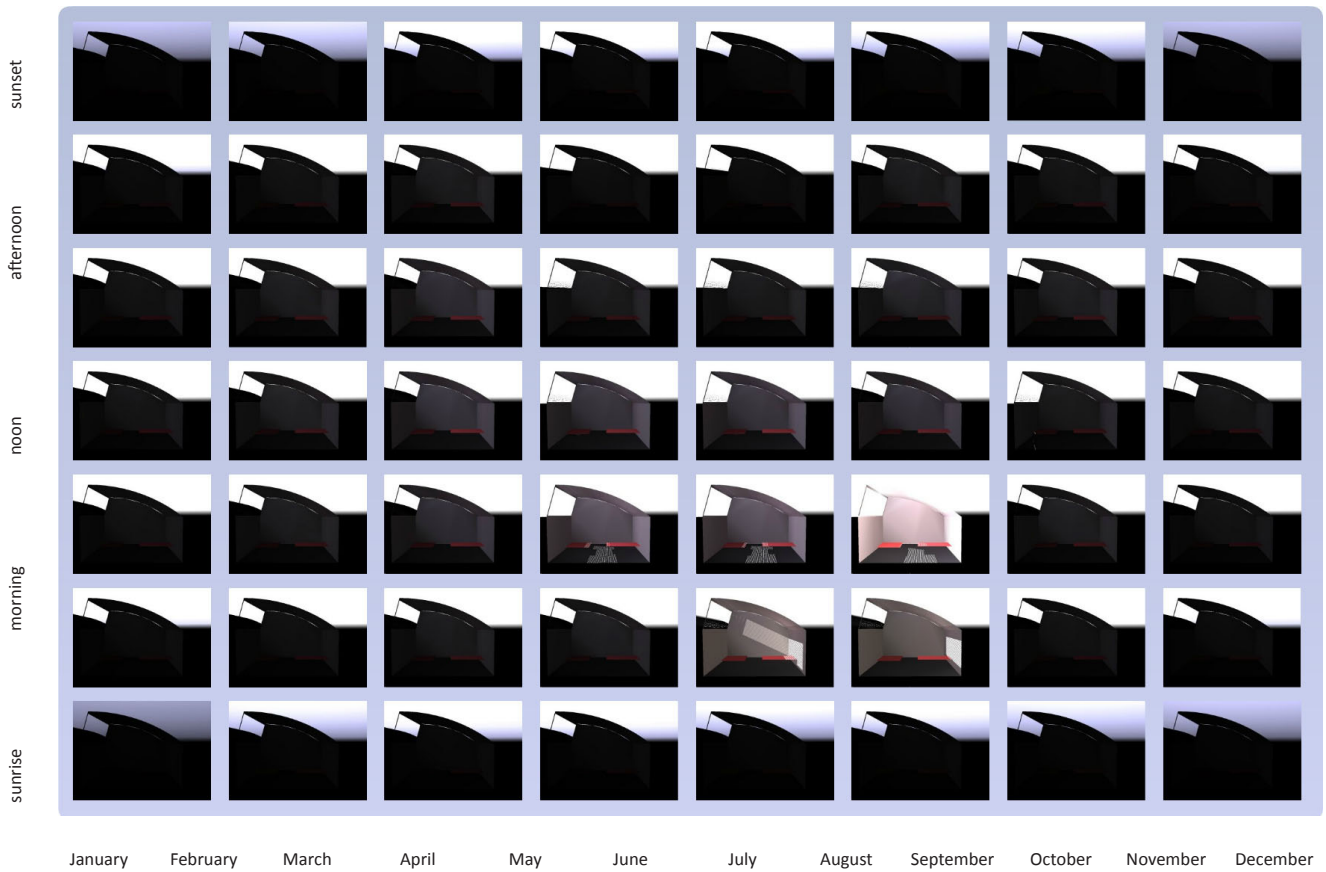 sunset
afternoon
noon
morning
sunrise
January February March April May June July August September October November December